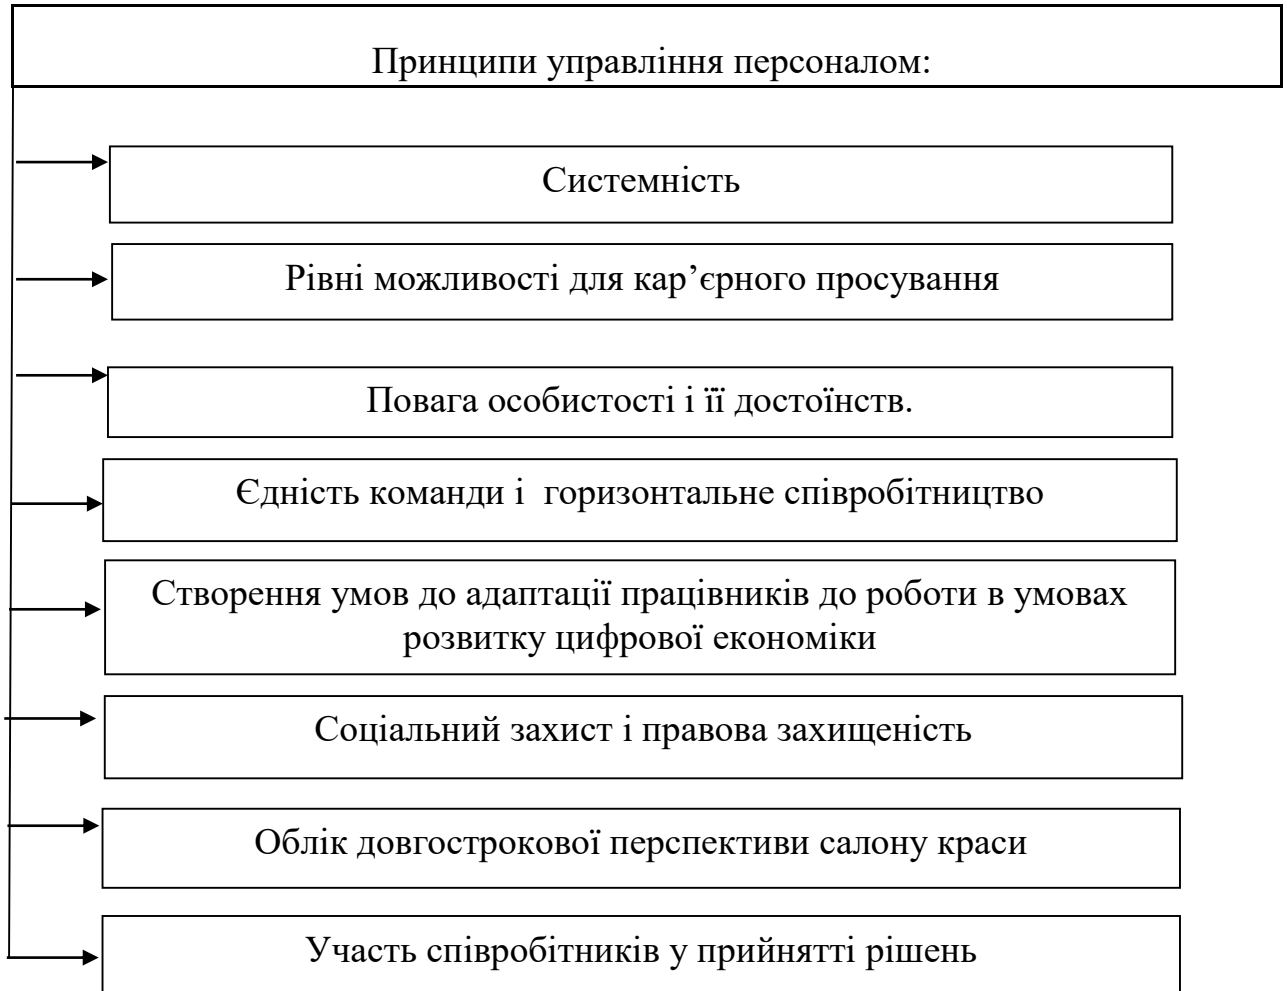 Принципи управління персоналом:
Системність
Рівні можливості для кар’єрного просування
Повага особистості і її достоїнств.
Єдність команди і горизонтальне співробітництво
Створення умов до адаптації працівників до роботи в умовах
розвитку цифрової економіки
Соціальний захист і правова захищеність
Облік довгострокової перспективи салону краси
Участь співробітників у прийнятті рішень